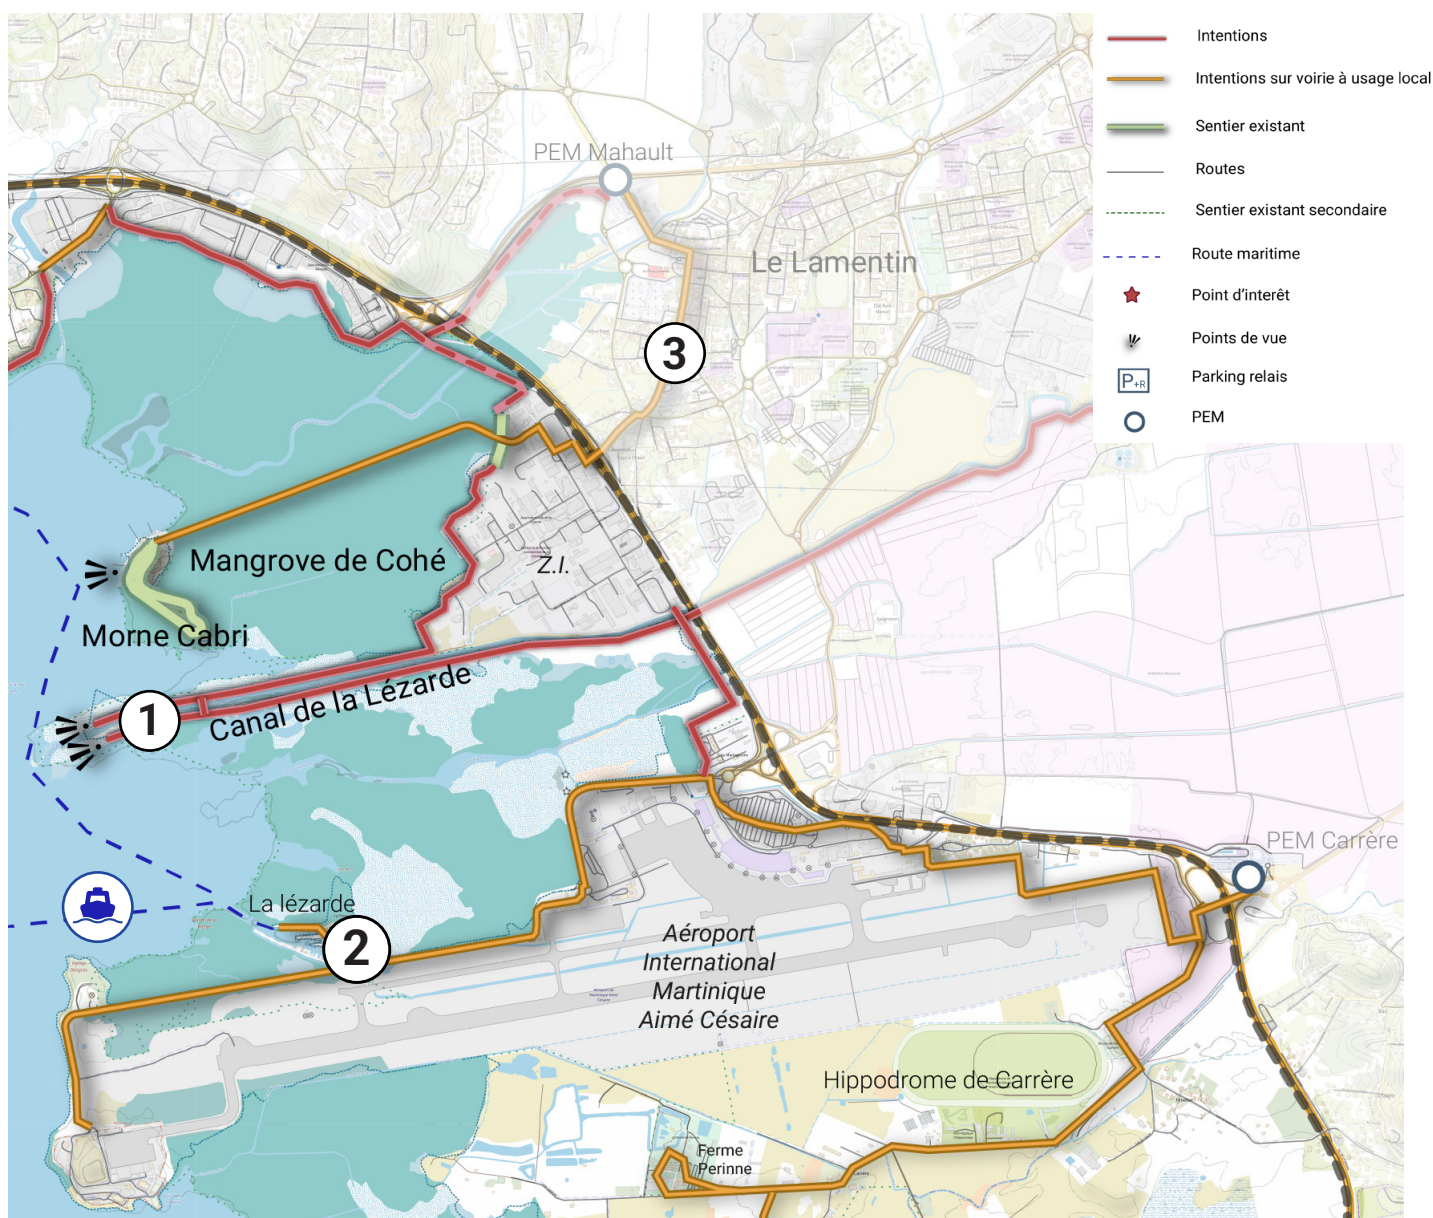 Intentions
Intentions sur voirie à usage local
Sentier existant
Routes
Sentier existant secondaire
Route maritime
Point d'interêt
Points de vue
P+R
Parking relais
PEM
PEM Mahault
Le Lamentin
3
Mangrove de Cohé
Z.I.
Morne Cabri
1
Canal de la Lézarde
PEM Carrère
La lézarde
2
Aéroport
International
Martinique
Aimé Césaire
Hippodrome de Carrère
Ferme
Perinne